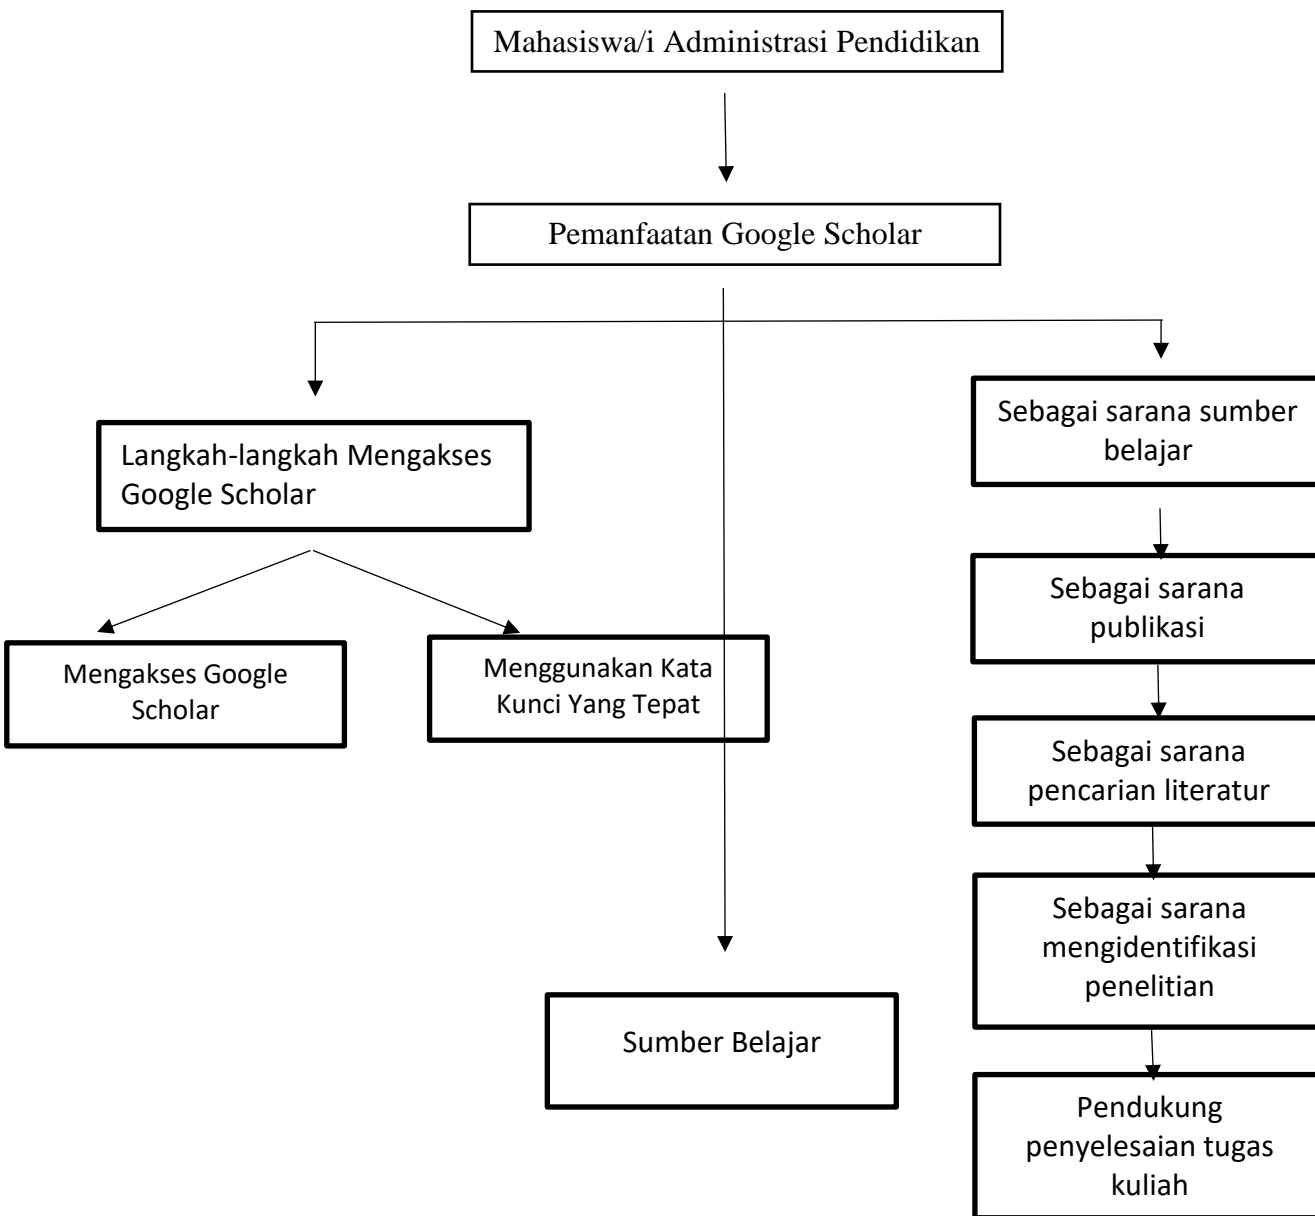 Mahasiswa/i Administrasi Pendidikan
Pemanfaatan Google Scholar
Langkah-langkah Mengakses
Google Scholar
Mengakses Google
Scholar
Menggunakan Kata
Kunci Yang Tepat
Sumber Belajar
Sebagai sarana sumber
belajar
Sebagai sarana
publikasi
Sebagai sarana
pencarian literatur
Sebagai sarana
mengidentifikasi
penelitian
Pendukung
penyelesaian tugas
kuliah